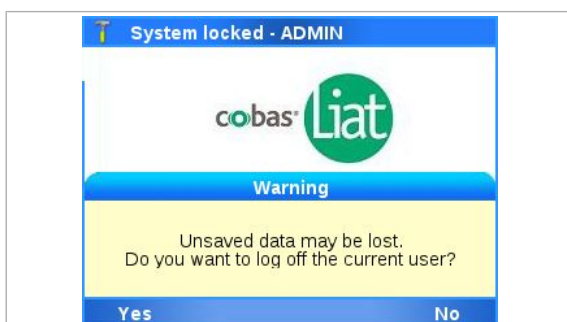 System locked - ADMIN
cobas®
Liat
Warning
Unsaved data may be lost.
Do you want to log off the current user?
Yes No